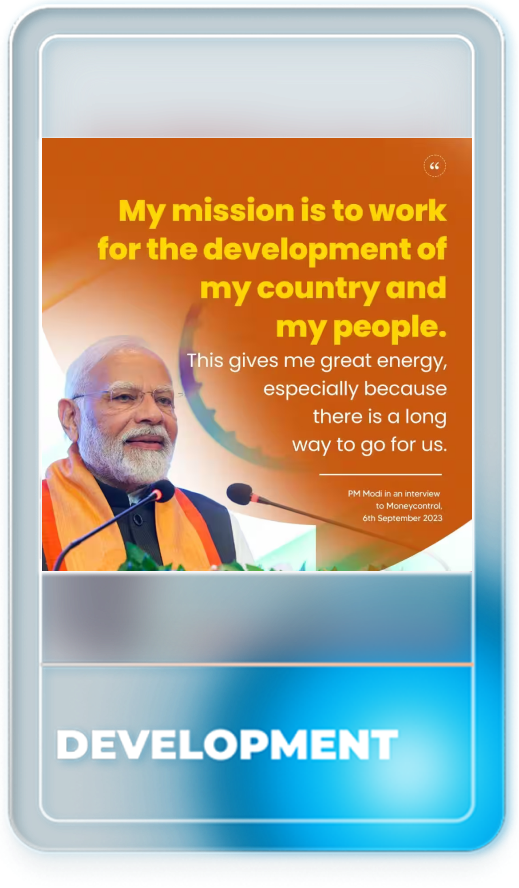 “
My mission is to work
for the development of
my country and
my people.
This gives me great energy,
especially because
there is a long
way to go for us.
PM Modi in an interview
to Moneycontrol,
6th September 2023
DEVELOPMENT